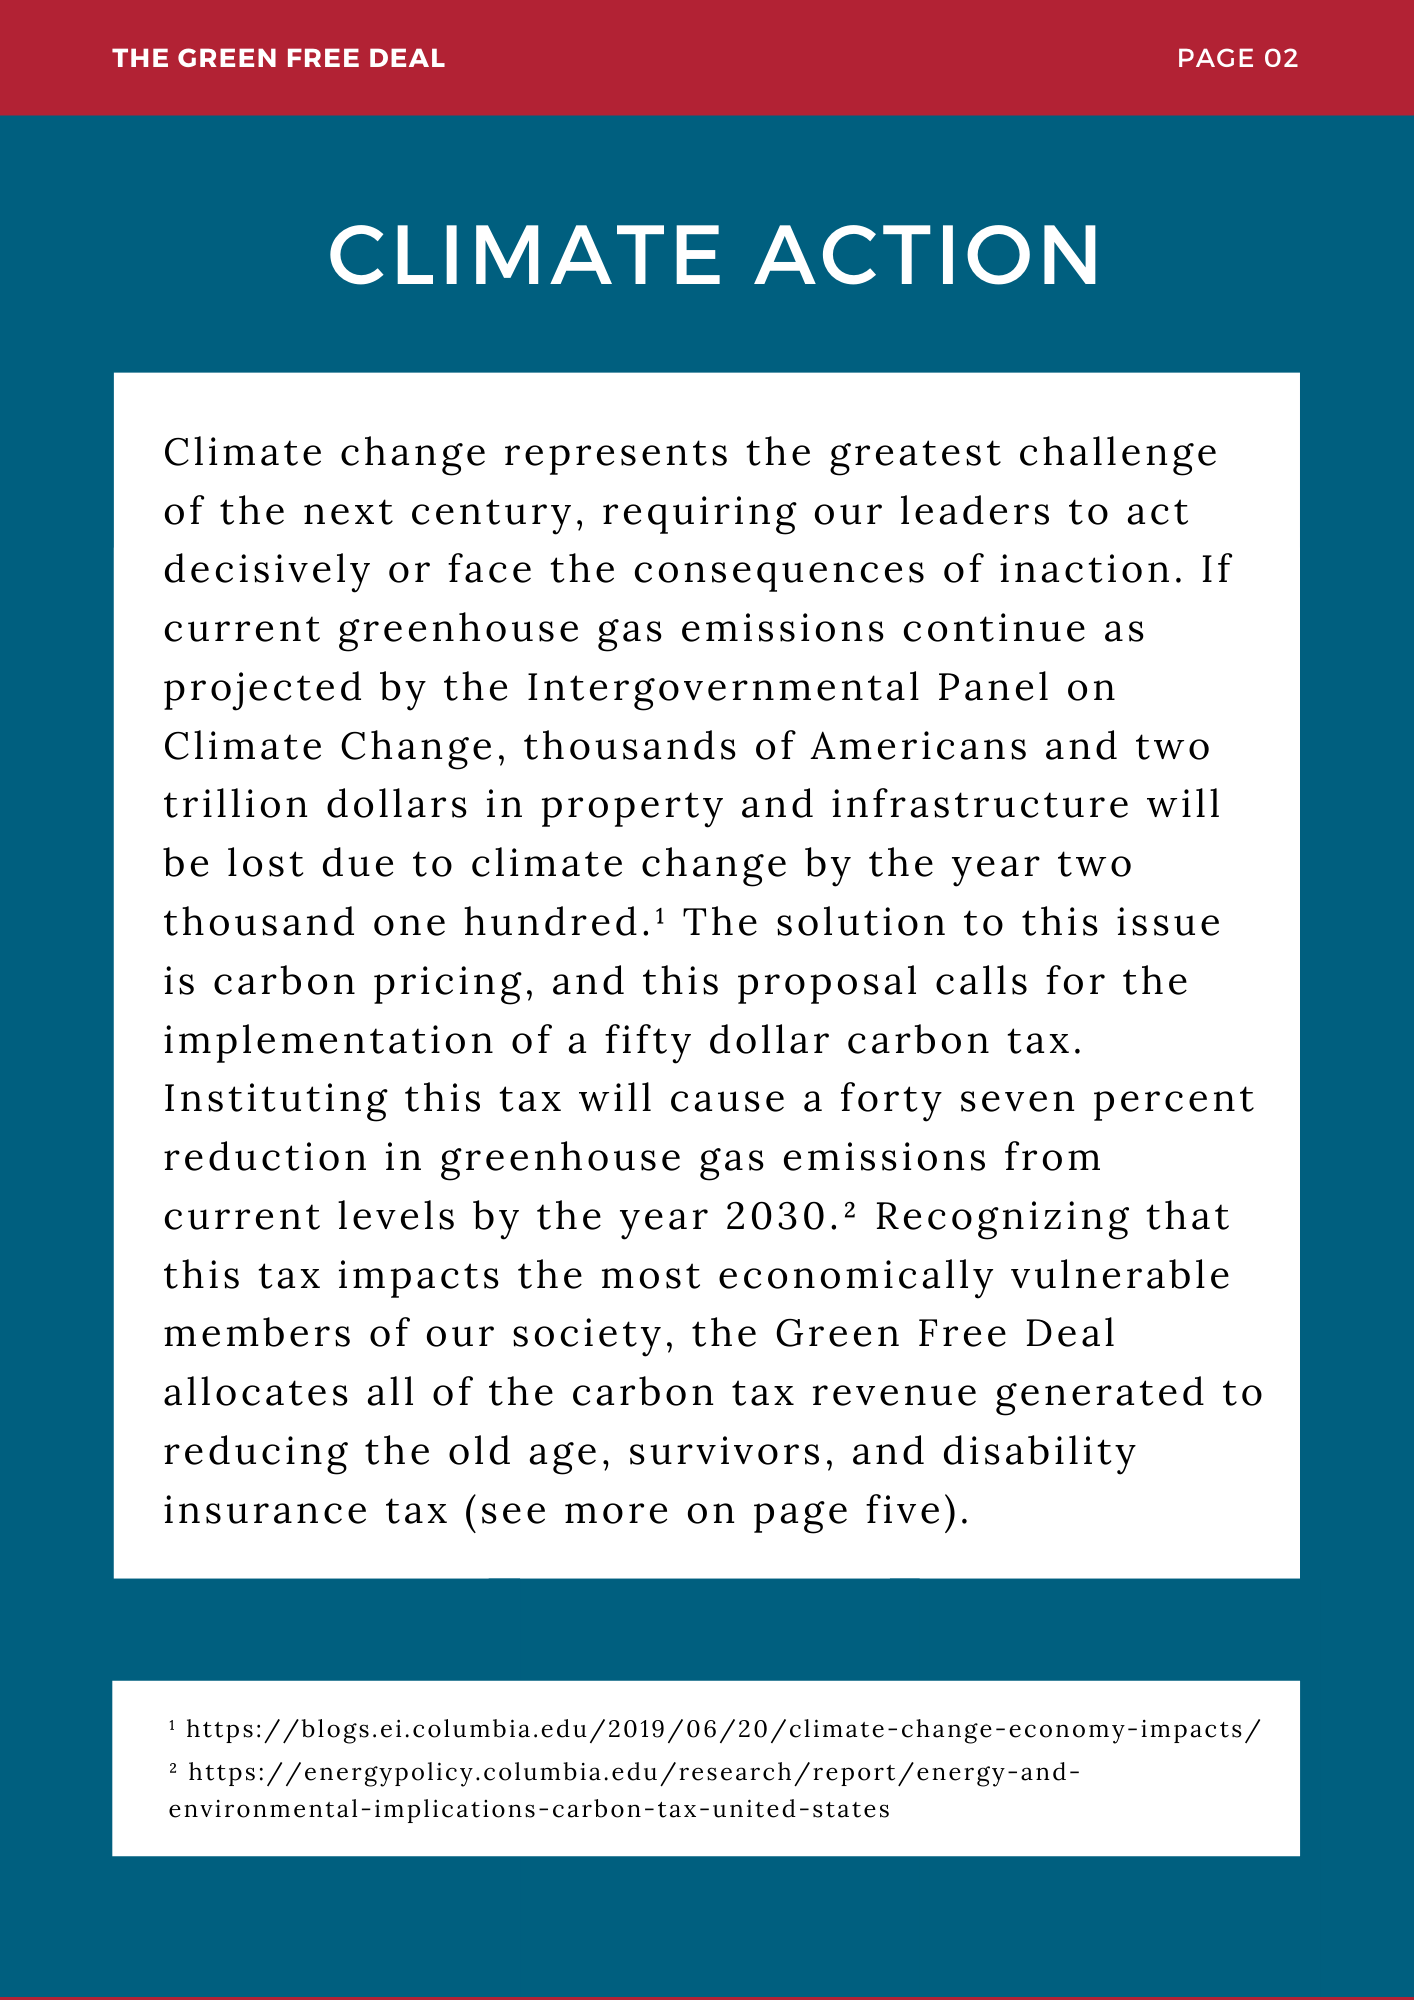 THE GREEN FREE DEAL
PAGE 02
CLIMATE ACTION
Climate change represents the greatest challenge
of the next century, requiring our leaders to act
decisively or face the consequences of inaction. If
current greenhouse gas emissions continue as
projected by the Intergovernmental Panel on
Climate Change, thousands of Americans and two
trillion dollars in property and infrastructure will
be lost due to climate change by the year two
thousand one hundred.¹ The solution to this issue
is carbon pricing, and this proposal calls for the
implementation of a fifty dollar carbon tax.
Instituting this tax will cause a forty seven percent
reduction in greenhouse gas emissions from
current levels by the year 2030.² Recognizing that
this tax impacts the most economically vulnerable
members of our society, the Green Free Deal
allocates all of the carbon tax revenue generated to
reducing the old age, survivors, and disability
insurance tax (see more on page five).
¹ https://blogs.ei.columbia.edu/2019/06/20/climate-change-economy-impacts/
² https://energypolicy.columbia.edu/research/report/energy-and-
environmental-implications-carbon-tax-united-states